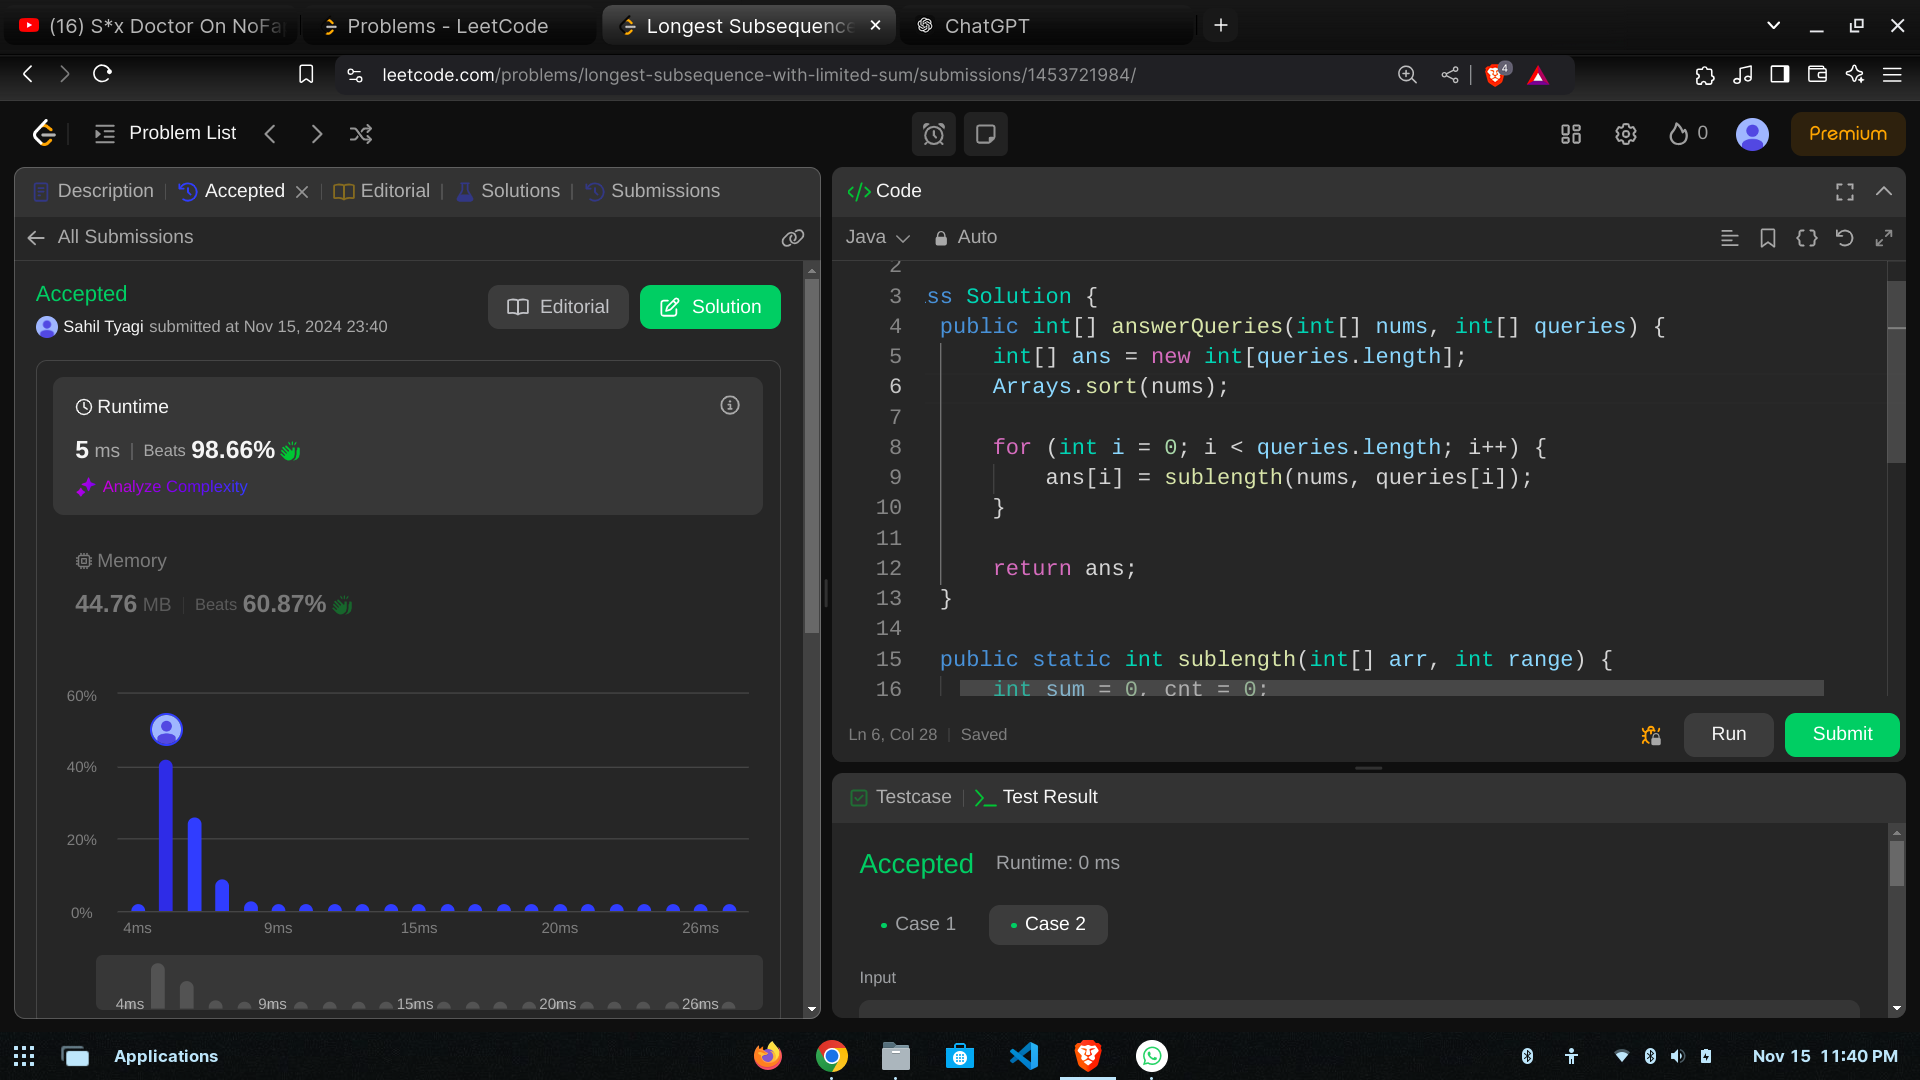 (16) S*x Doctor On NoFa
Problems - LeetCode
Longest Subsequence
ChatGPT
leetcode.com/problems/longest-subsequence-with-limited-sum/submissions/1453721984/
4
Problem List
0
Premium
Description
Accepted
Editorial
Solutions
Submissions
All Submissions
Accepted
Sahil Tyagi submitted at Nov 15, 2024 23:40
Editorial
Solution
Runtime
5 ms | Beats 98.66%
Analyze Complexity
Memory
44.76 MB | Beats 60.87%
60%
40%
20%
0%
4ms 9ms 15ms 20ms 26ms
4ms 9ms 15ms 20ms 26ms
</> Code
Java
Auto
2
3 ss Solution {
4 public int[] answerQueries(int[] nums, int[] queries) {
5 int[] ans = new int[queries.length];
6 Arrays.sort(nums);
7
8 for (int i = 0; i < queries.length; i++) {
9 ans[i] = sublength(nums, queries[i]);
10 }
11
12 return ans;
13 }
14
15 public static int sublength(int[] arr, int range) {
16 int sum = 0, cnt = 0;
Ln 6, Col 28 | Saved
Run
Submit
Testcase
Test Result
Accepted
Runtime: 0 ms
Case 1
Case 2
Input
Applications
Nov 15 11:40 PM